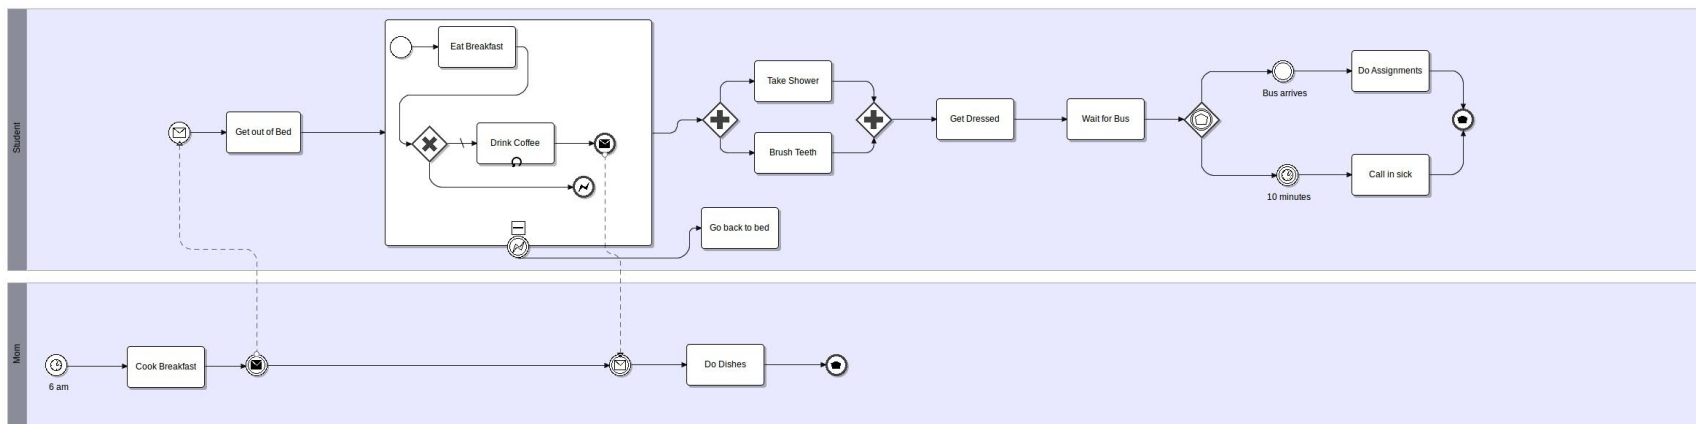 Student
Eat Breakfast
Get out of Bed
Drink Coffee
Go back to bed
Take Shower
Brush Teeth
Get Dressed
Wait for Bus
Bus arrives
Do Assignments
10 minutes
Call in sick
Mom
6 am
Cook Breakfast
Do Dishes